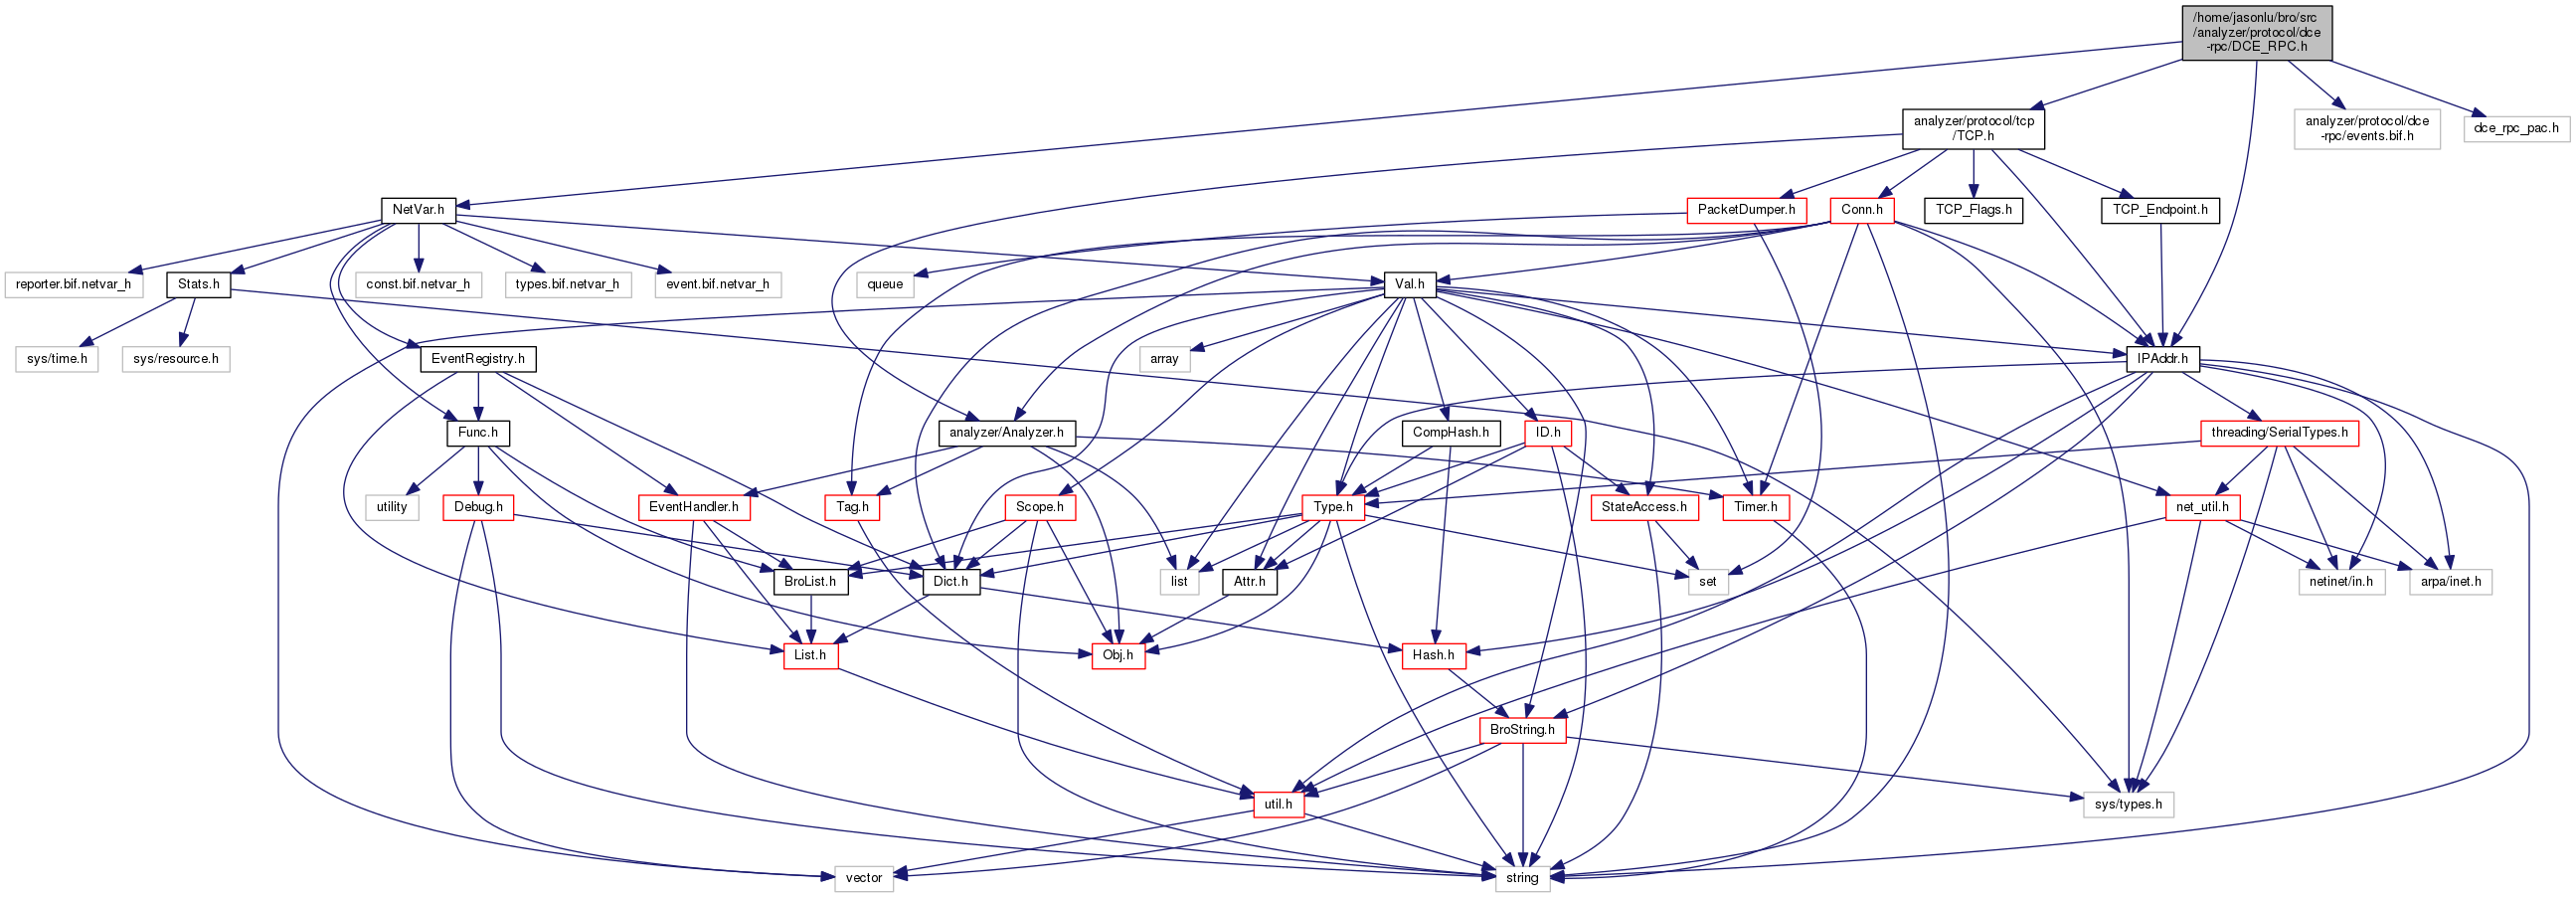 /home/jasonlu/bro/src
/analyzer/protocol/dce
-rpc/DCE_RPC.h
analyzer/protocol/tcp
/TCP.h
analyzer/protocol/dce
-rpc/events.bif.h
dce_rpc_pac.h
NetVar.h
PacketDumper.h
Conn.h
TCP_Flags.h
TCP_Endpoint.h
reporter.bif.netvar_h
Stats.h
const.bif.netvar_h
types.bif.netvar_h
event.bif.netvar_h
queue
Val.h
sys/time.h
sys/resource.h
EventRegistry.h
array
IPAddr.h
Func.h
analyzer/Analyzer.h
CompHash.h
ID.h
threading/SerialTypes.h
utility
Debug.h
EventHandler.h
Tag.h
Scope.h
Type.h
StateAccess.h
Timer.h
net_util.h
BroList.h
Dict.h
list
Attr.h
set
netinet/in.h
arpa/inet.h
List.h
Obj.h
Hash.h
BroString.h
util.h
sys/types.h
vector
string